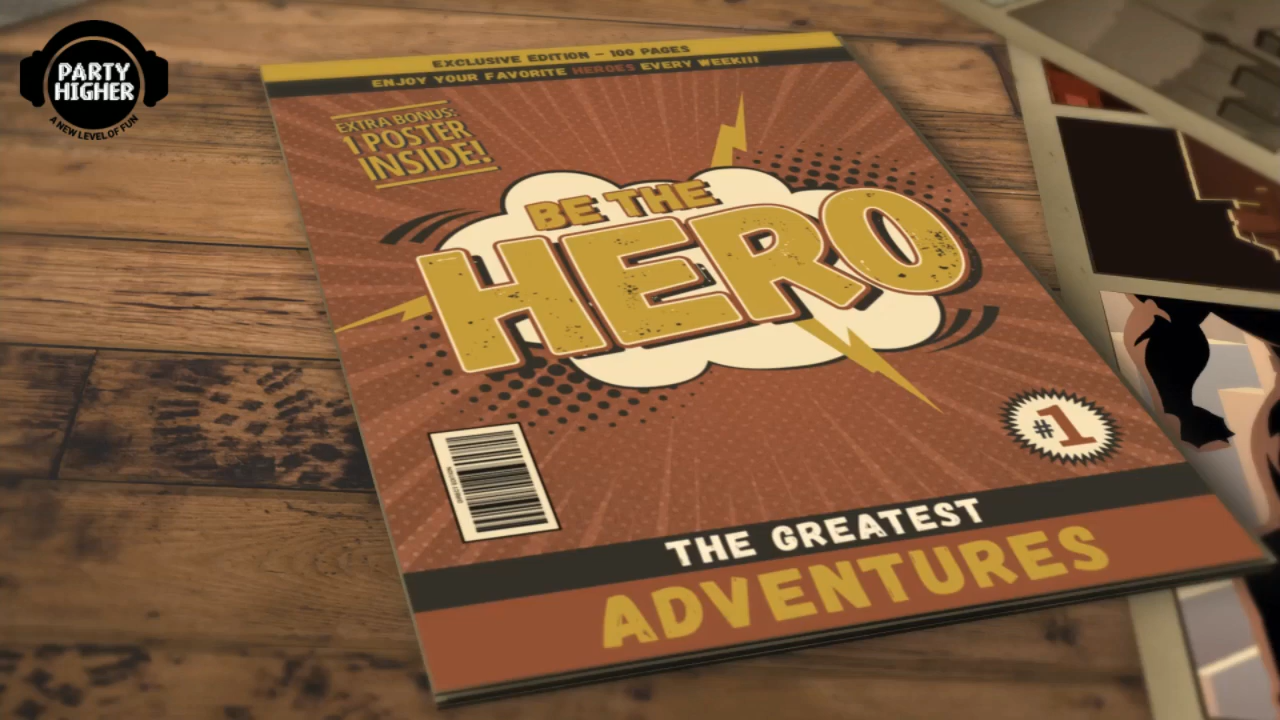 PARTY
HIGHER
A NEW LEVEL OF FUN
EXCLUSIVE EDITION – 100 PAGES
ENJOY YOUR FAVORITE HEROES EVERY WEEK!!!
EXTRA BONUS:
1 POSTER
INSIDE!
BE THE
HERO
#1
THE GREATEST
ADVENTURES